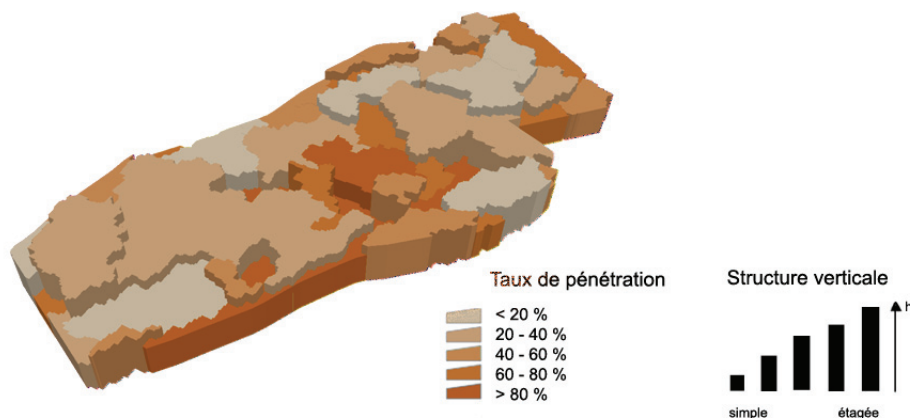 Taux de pénétration
< 20 %
20 - 40 %
40 - 60 %
60 - 80 %
> 80 %
Structure verticale
h
simple
étagée